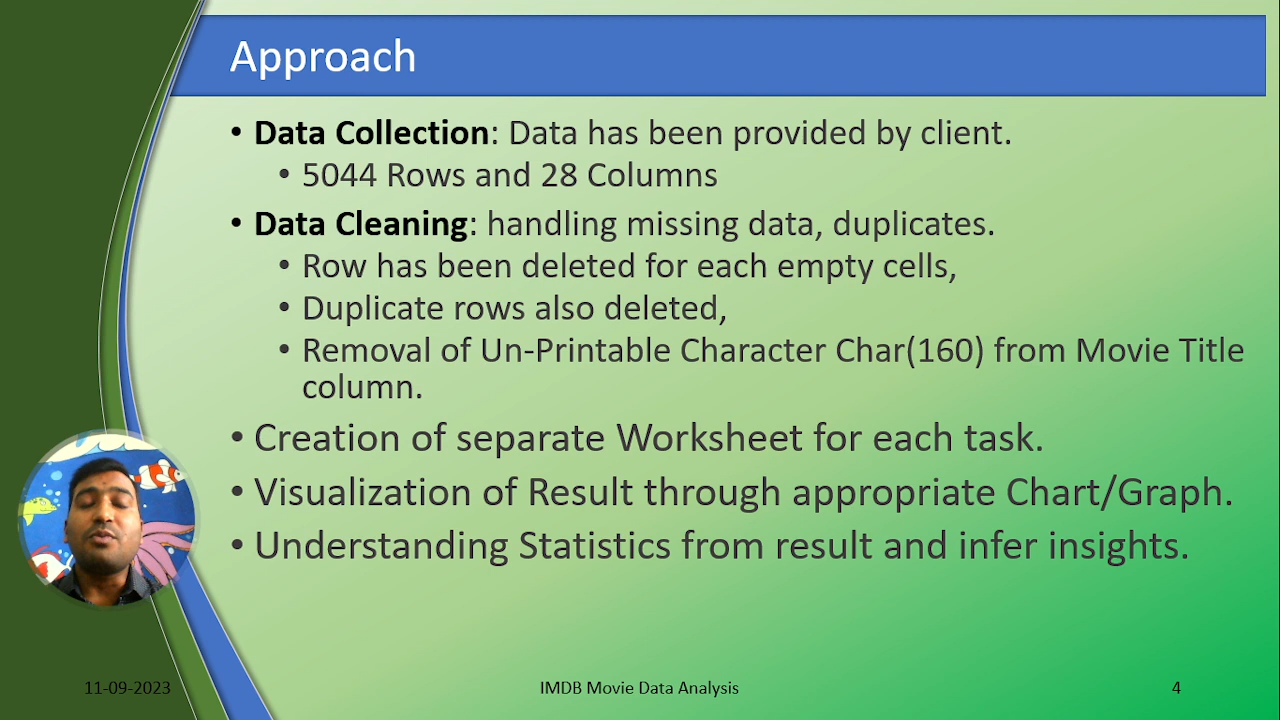 Approach
• Data Collection: Data has been provided by client.
• 5044 Rows and 28 Columns
• Data Cleaning: handling missing data, duplicates.
• Row has been deleted for each empty cells,
• Duplicate rows also deleted,
• Removal of Un-Printable Character Char(160) from Movie Title
column.
• Creation of separate Worksheet for each task.
• Visualization of Result through appropriate Chart/Graph.
• Understanding Statistics from result and infer insights.
11-09-2023
IMDB Movie Data Analysis
4